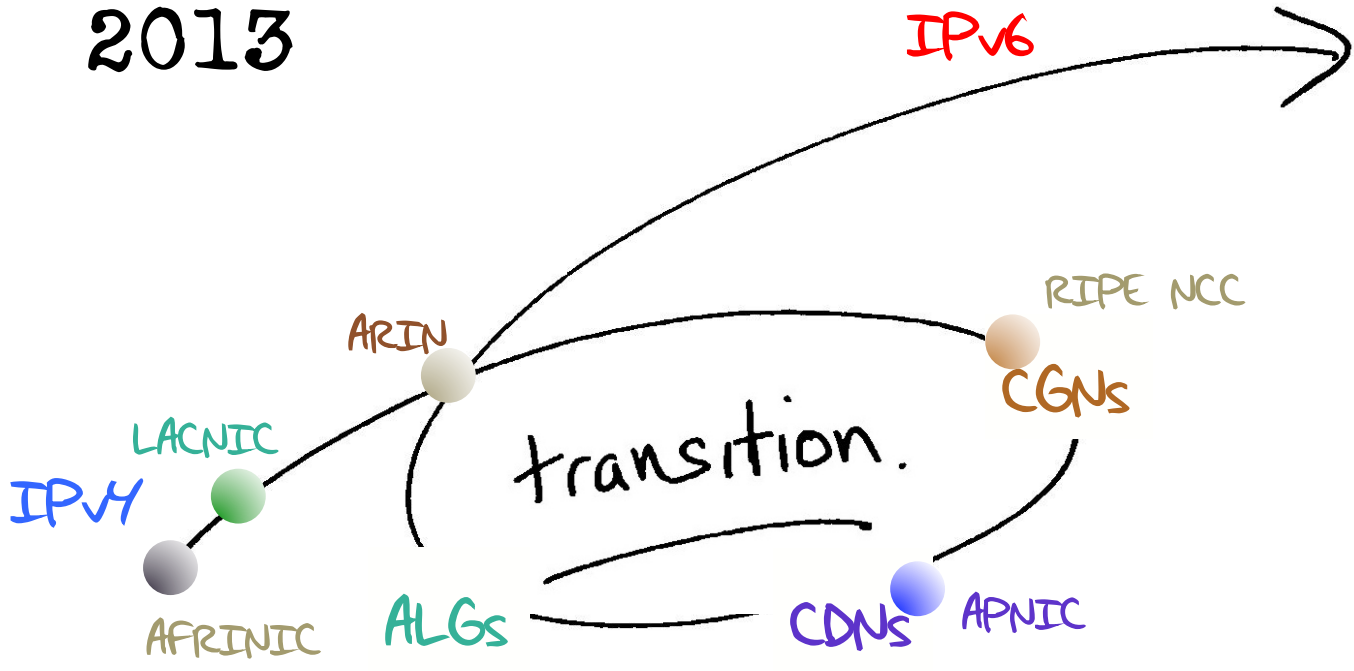 2013
IPv6
RIPE NCC
ARIN
CGNs
LACNIC
transition.
IPv4
ALGs
CDNs
APNIC
AFRINIC